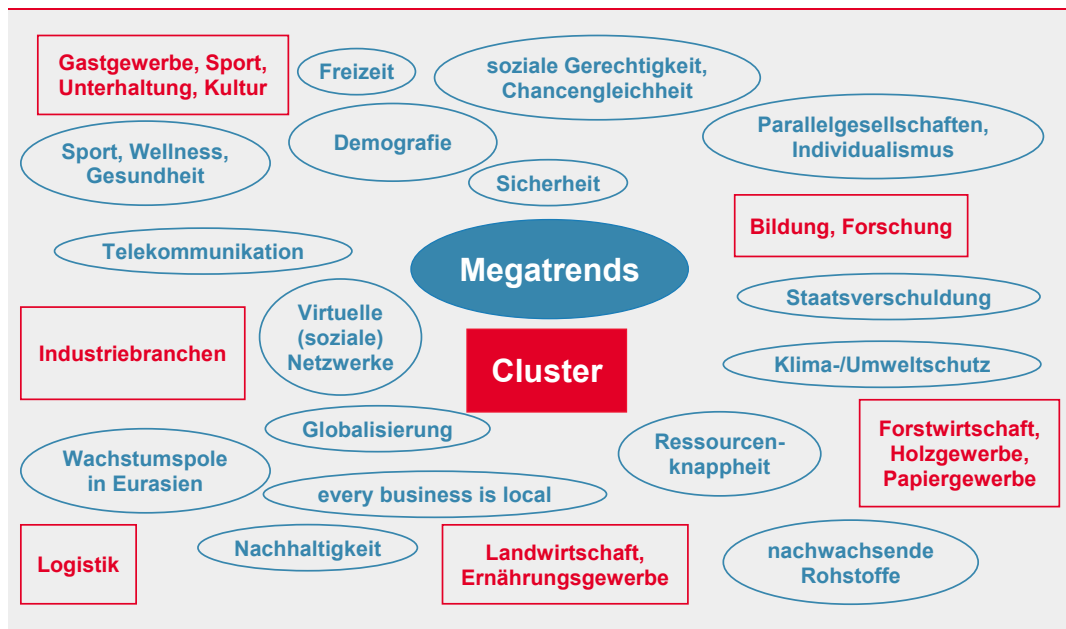 Gastgewerbe, Sport,
Unterhaltung, Kultur
Freizeit
soziale Gerechtigkeit,
Chancengleichheit
Sport, Wellness,
Gesundheit
Demografie
Parallelgesellschaften,
Individualismus
Sicherheit
Bildung, Forschung
Telekommunikation
Megatrends
Staatsverschuldung
Virtuelle
(soziale)
Netzwerke
Industriebranchen
Cluster
Klima-/Umweltschutz
Globalisierung
Ressourcen-
knappheit
Forstwirtschaft,
Holzgewerbe,
Papiergewerbe
Wachstumspole
in Eurasien
every business is local
Logistik
Nachhaltigkeit
Landwirtschaft,
Ernährungsgewerbe
nachwachsende
Rohstoffe